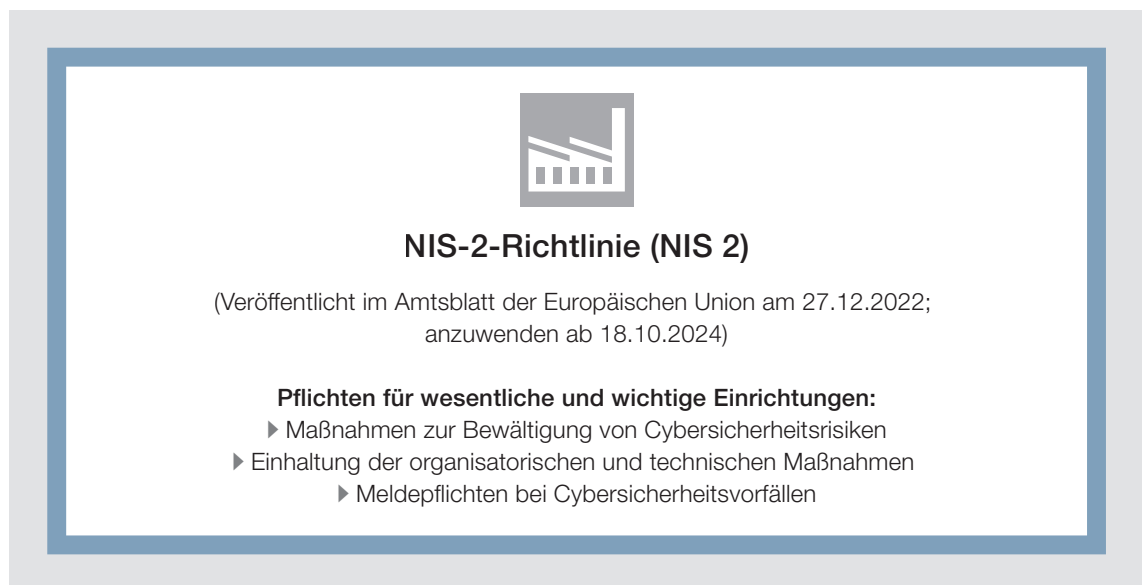 NIS-2-Richtlinie (NIS 2)
(Veröffentlicht im Amtsblatt der Europäischen Union am 27.12.2022;
anzuwenden ab 18.10.2024)
Pflichten für wesentliche und wichtige Einrichtungen:
▶ Maßnahmen zur Bewältigung von Cybersicherheitsrisiken
▶ Einhaltung der organisatorischen und technischen Maßnahmen
▶ Meldepflichten bei Cybersicherheitsvorfällen